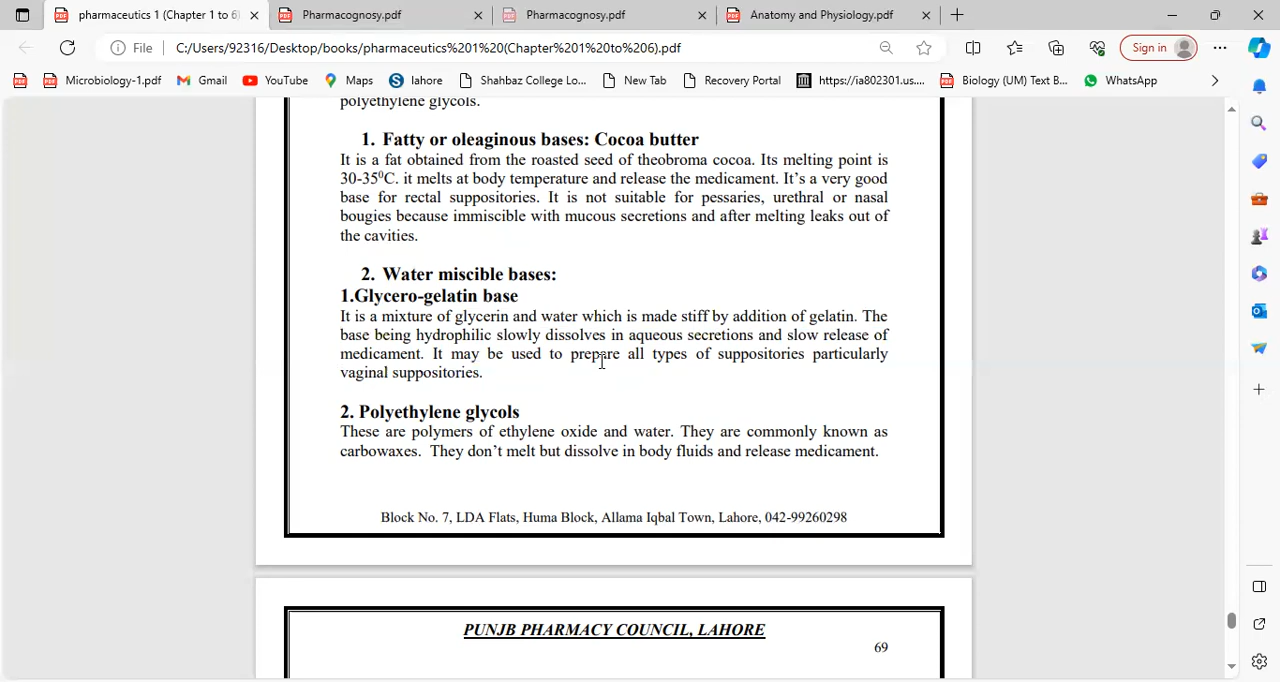 pharmaceutics 1 (Chapter 1 to 6)
Pharmacognosy.pdf
Pharmacognosy.pdf
Anatomy and Physiology.pdf
File
C:/Users/92316/Desktop/books/pharmaceutics%201%20(Chapter%201%20to%206).pdf
Sign in
Microbiology-1.pdf
Gmail
YouTube
Maps
lahore
Shahbaz College Lo...
New Tab
Recovery Portal
https://ia802301.us....
Biology (UM) Text B...
WhatsApp
polyethylene glycols.
1. Fatty or oleaginous bases: Cocoa butter
It is a fat obtained from the roasted seed of theobroma cocoa. Its melting point is
30-35⁰C. it melts at body temperature and release the medicament. It’s a very good
base for rectal suppositories. It is not suitable for pessaries, urethral or nasal
bougies because immiscible with mucous secretions and after melting leaks out of
the cavities.
2. Water miscible bases:
1.Glycero-gelatin base
It is a mixture of glycerin and water which is made stiff by addition of gelatin. The
base being hydrophilic slowly dissolves in aqueous secretions and slow release of
medicament. It may be used to prepare all types of suppositories particularly
vaginal suppositories.
2. Polyethylene glycols
These are polymers of ethylene oxide and water. They are commonly known as
carbowaxes. They don’t melt but dissolve in body fluids and release medicament.
Block No. 7, LDA Flats, Huma Block, Allama Iqbal Town, Lahore, 042-99260298
PUNJB PHARMACY COUNCIL, LAHORE
69